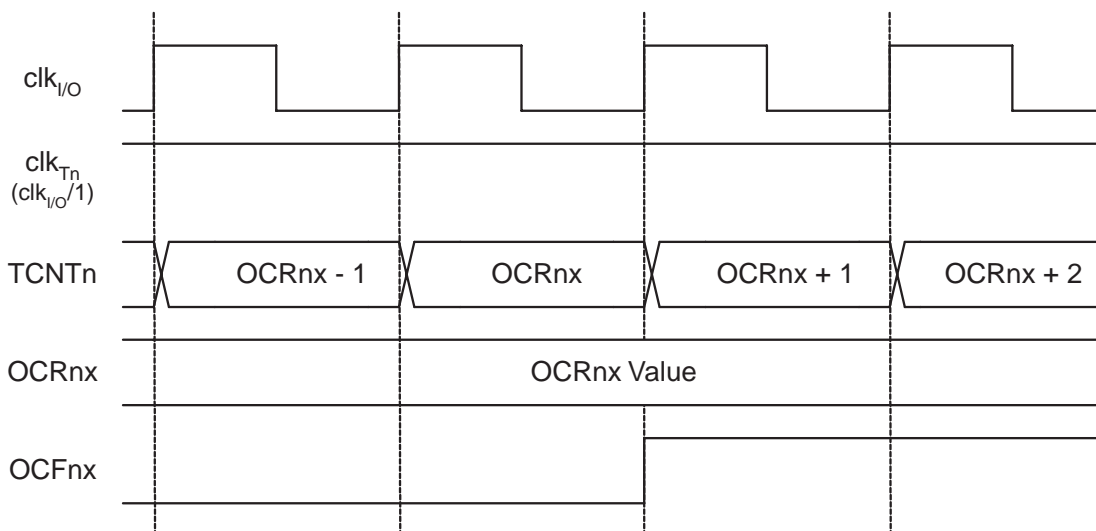 clkI/O
clkTn
(clkI/O/1)
TCNTn OCRnx - 1 OCRnx OCRnx + 1 OCRnx + 2
OCRnx OCRnx Value
OCFnx